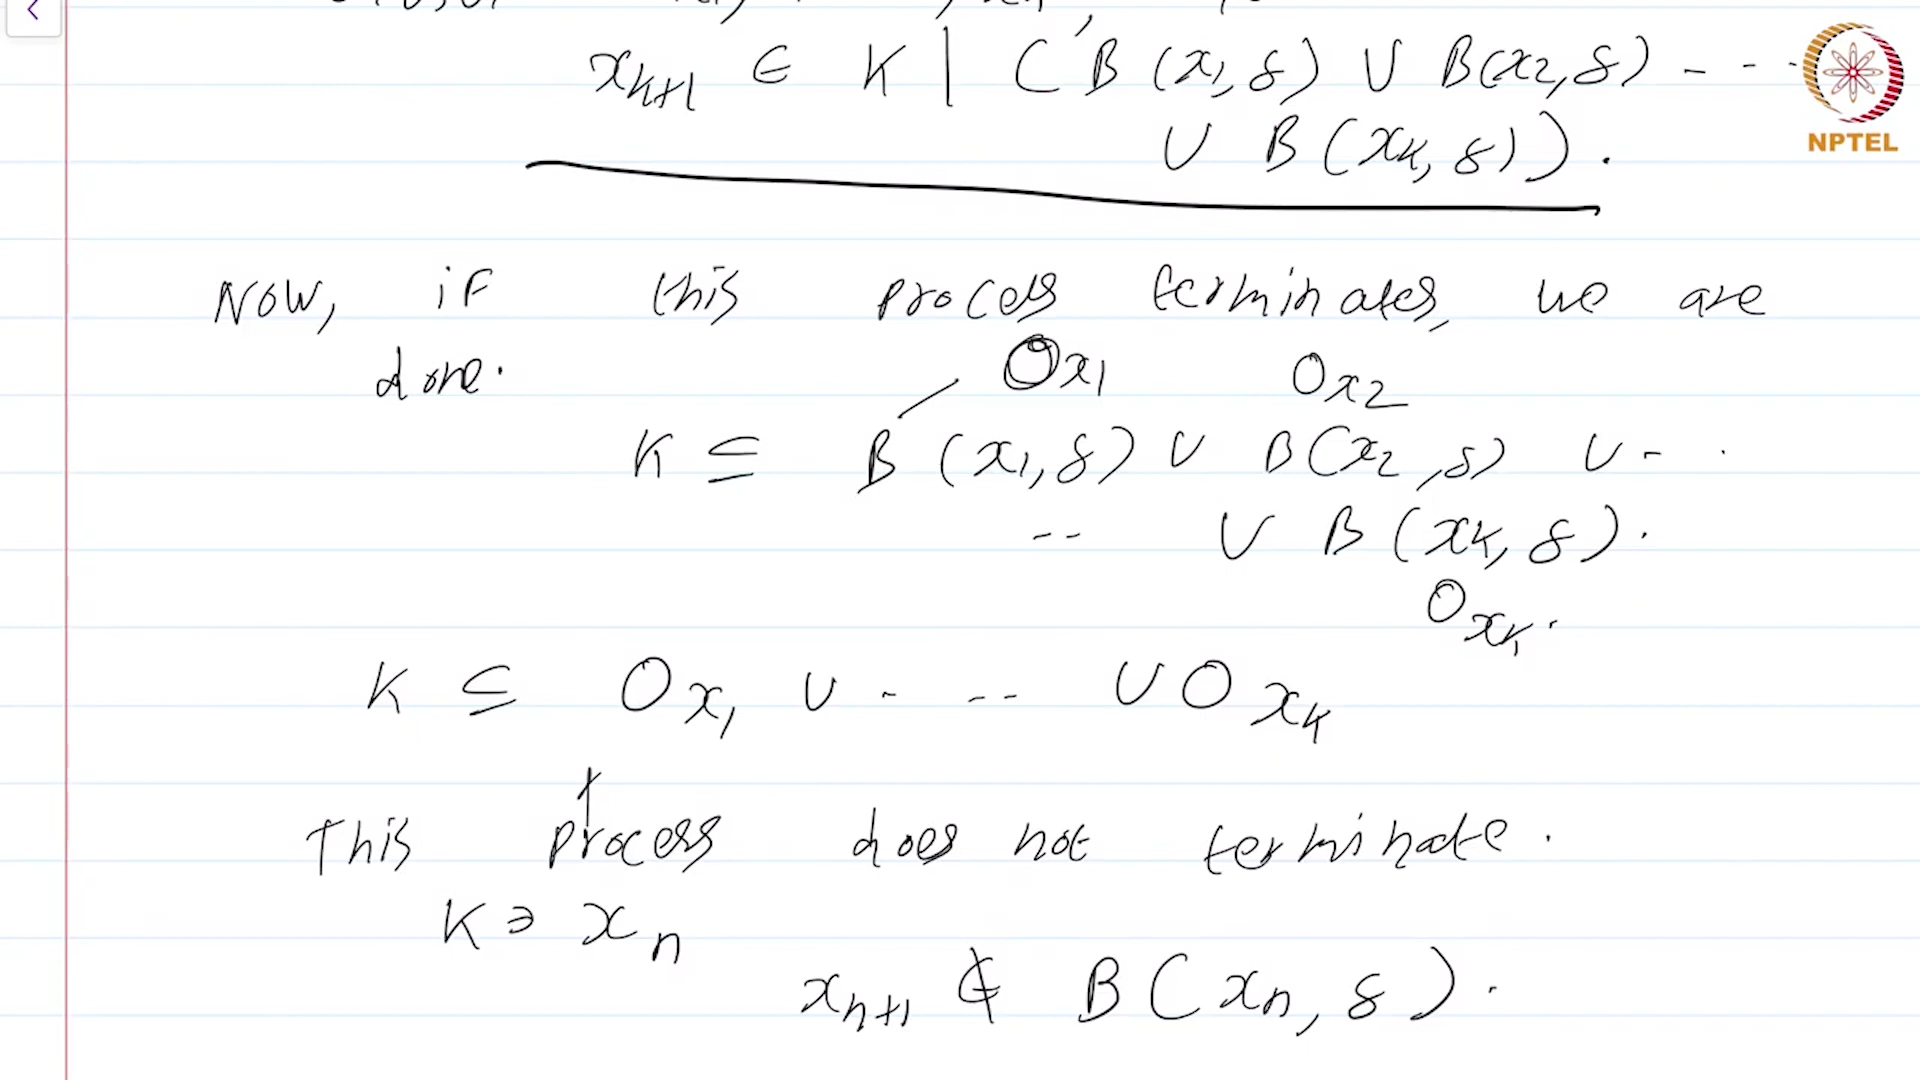 x_{k+1} ∈ K \ (B(x_1, δ) ∪ B(x_2, δ) - - -
∪ B(x_k, δ)).
NPTEL
Now, if this process terminates, we are
done.
O_{x_1} O_{x_2}
K ⊆ B(x_1, δ) ∪ B(x_2, δ) ∪ - -
-- ∪ B(x_k, δ).
O_{x_k}.
K ⊆ O_{x_1} ∪ - -- ∪ O_{x_k}
This process does not terminate.
K ∋ x_n
x_{n+1} ∉ B(x_n, δ).